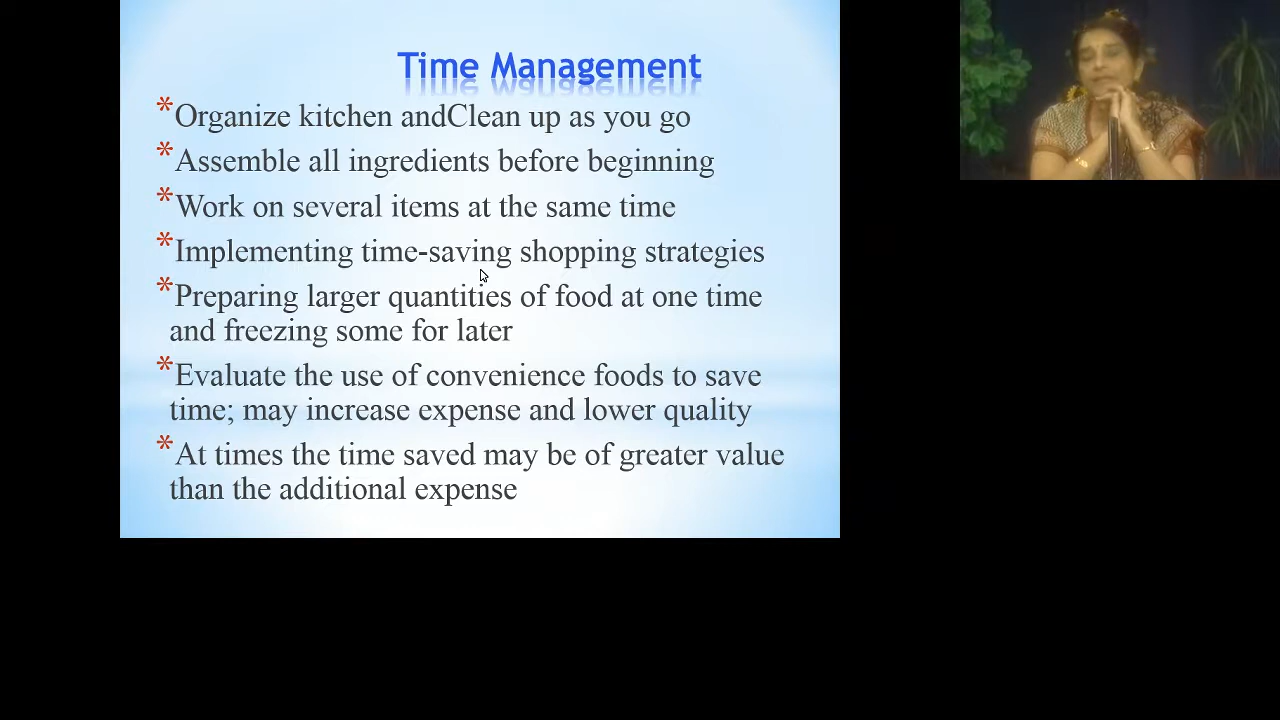 Time Management
*Organize kitchen andClean up as you go
*Assemble all ingredients before beginning
*Work on several items at the same time
*Implementing time-saving shopping strategies
*Preparing larger quantities of food at one time
and freezing some for later
*Evaluate the use of convenience foods to save
time; may increase expense and lower quality
*At times the time saved may be of greater value
than the additional expense